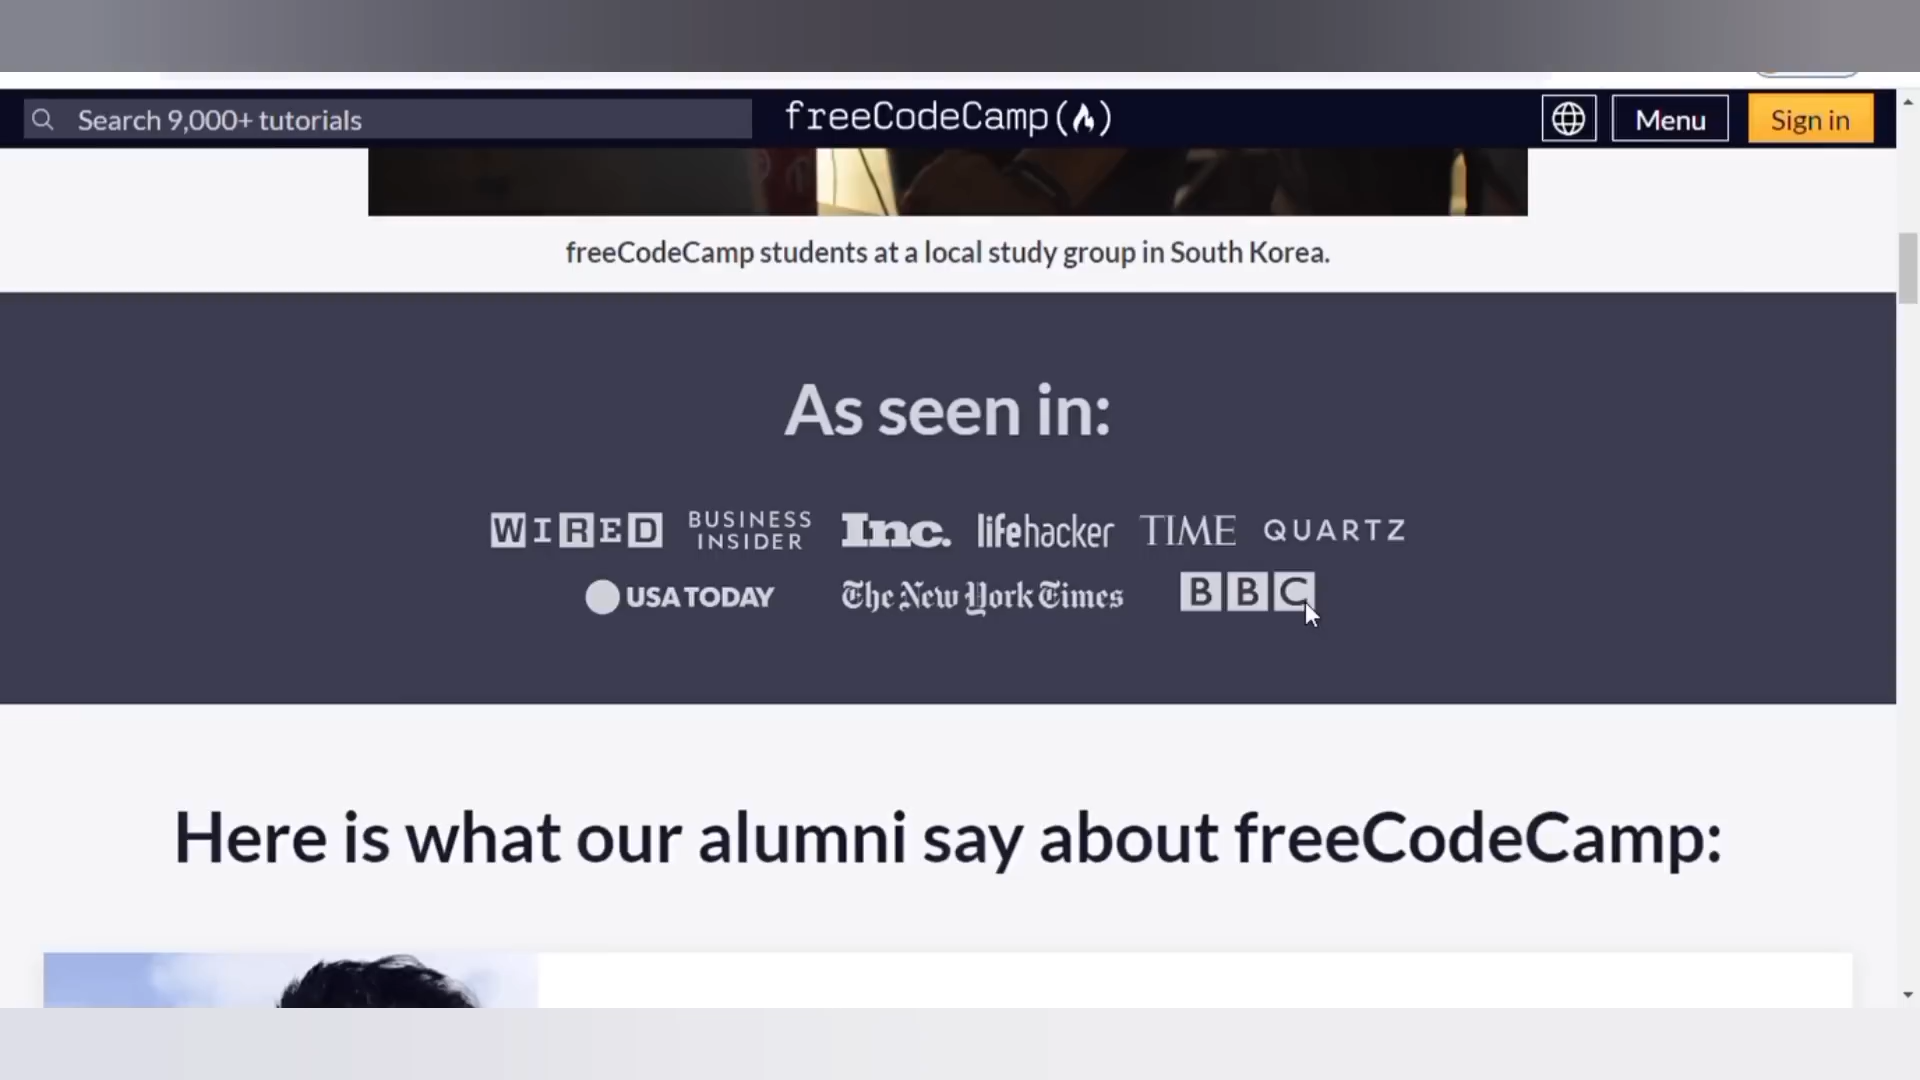 Search 9,000+ tutorials
freeCodeCamp
Menu
Sign in
freeCodeCamp students at a local study group in South Korea.
As seen in:
WIRED BUSINESS INSIDER Inc. lifehacker TIME QUARTZ
USA TODAY The New York Times BBC
Here is what our alumni say about freeCodeCamp: